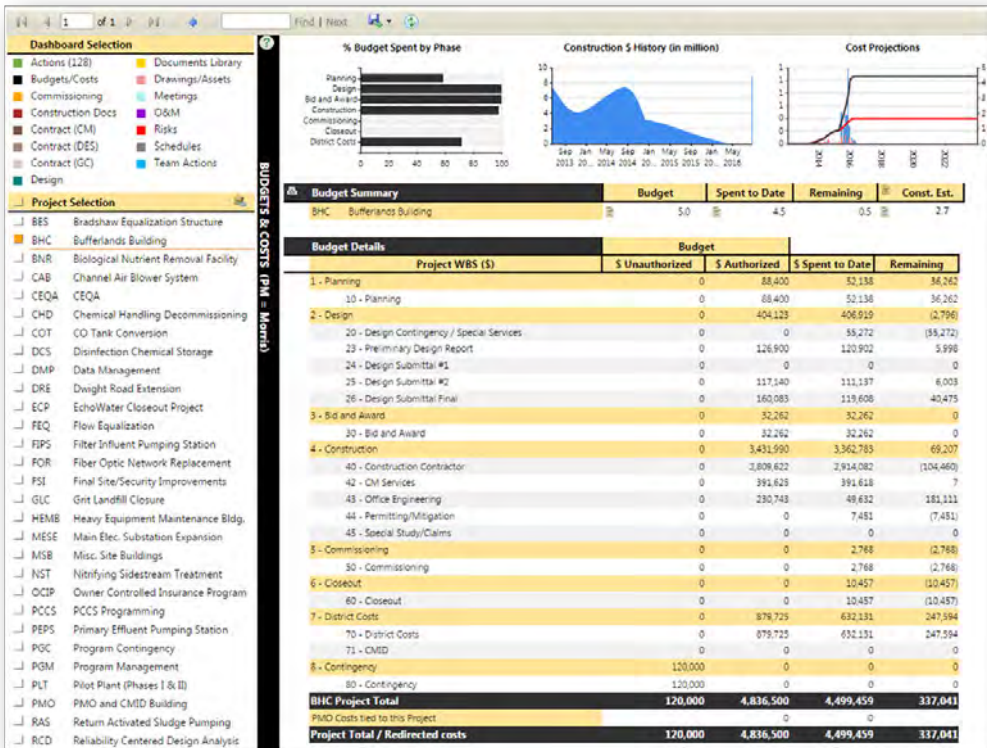 1 of 1 Find | Next
Dashboard Selection
Actions (128) Documents Library
Budgets/Costs Drawings/Assets
Commissioning Meetings
Construction Docs O&M
Contract (CM) Risks
Contract (DES) Schedules
Contract (GC) Team Actions
Design
Project Selection
BES Bradshaw Equalization Structure
BHC Bufferlands Building
BNR Biological Nutrient Removal Facility
CAB Channel Air Blower System
CEQA CEQA
CHD Chemical Handling Decommissioning
COT CO Tank Conversion
DCS Disinfection Chemical Storage
DMP Data Management
DRE Dwight Road Extension
ECP EchoWater Closeout Project
FEQ Flow Equalization
FIPS Filter Influent Pumping Station
FOR Fiber Optic Network Replacement
FSI Final Site/Security Improvements
GLC Grit Landfill Closure
HEMB Heavy Equipment Maintenance Bldg.
MESE Main Elec. Substation Expansion
MSB Misc. Site Buildings
NST Nitrifying Sidestream Treatment
OCIP Owner Controlled Insurance Program
PCCS PCCS Programming
PEPS Primary Effluent Pumping Station
PGC Program Contingency
PGM Program Management
PLT Pilot Plant (Phases I & II)
PMO PMO and CMID Building
RAS Return Activated Sludge Pumping
RCD Reliability Centered Design Analysis
?
BUDGETS & COSTS (PM = Morris)
% Budget Spent by Phase
Planning
Design
Bid and Award
Construction
Commissioning
Closeout
District Costs
0 20 40 60 80 100
Construction $ History (in million)
10
8
6
4
2
0
Sep Jan May Sep Jan May Sep Jan May
2013 20... 2014 2014 20... 2015 2015 20... 2016
Cost Projections
1
1
1
1
0
0
0
5
4
3
2
1
0
2014 2016 2018 2020 2022
Budget Summary Budget Spent to Date Remaining Const. Est.
BHC Bufferlands Building 5.0 4.5 0.5 2.7
Budget Details Budget
Project WBS ($) $ Unauthorized $ Authorized $ Spent to Date Remaining
1 - Planning 0 88,400 52,138 36,262
10 - Planning 0 88,400 52,138 36,262
2 - Design 0 404,123 406,919 (2,796)
20 - Design Contingency / Special Services 0 0 55,272 (55,272)
23 - Preliminary Design Report 0 126,900 120,902 5,998
24 - Design Submittal #1 0 0 0 0
25 - Design Submittal #2 0 117,140 111,137 6,003
26 - Design Submittal Final 0 160,083 119,608 40,475
3 - Bid and Award 0 32,262 32,262 0
30 - Bid and Award 0 32,262 32,262 0
4 - Construction 0 3,431,990 3,362,783 69,207
40 - Construction Contractor 0 2,809,622 2,914,082 (104,460)
42 - CM Services 0 391,625 391,618 7
43 - Office Engineering 0 230,743 49,632 181,111
44 - Permitting/Mitigation 0 0 7,451 (7,451)
45 - Special Study/Claims 0 0 0 0
5 - Commissioning 0 0 2,768 (2,768)
50 - Commissioning 0 0 2,768 (2,768)
6 - Closeout 0 0 10,457 (10,457)
60 - Closeout 0 0 10,457 (10,457)
7 - District Costs 0 879,725 632,131 247,594
70 - District Costs 0 879,725 632,131 247,594
71 - CMID 0 0 0 0
8 - Contingency 120,000 0 0 0
80 - Contingency 120,000 0 0 0
BHC Project Total 120,000 4,836,500 4,499,459 337,041
PMO Costs tied to this Project 0 0
Project Total / Redirected costs 120,000 4,836,500 4,499,459 337,041